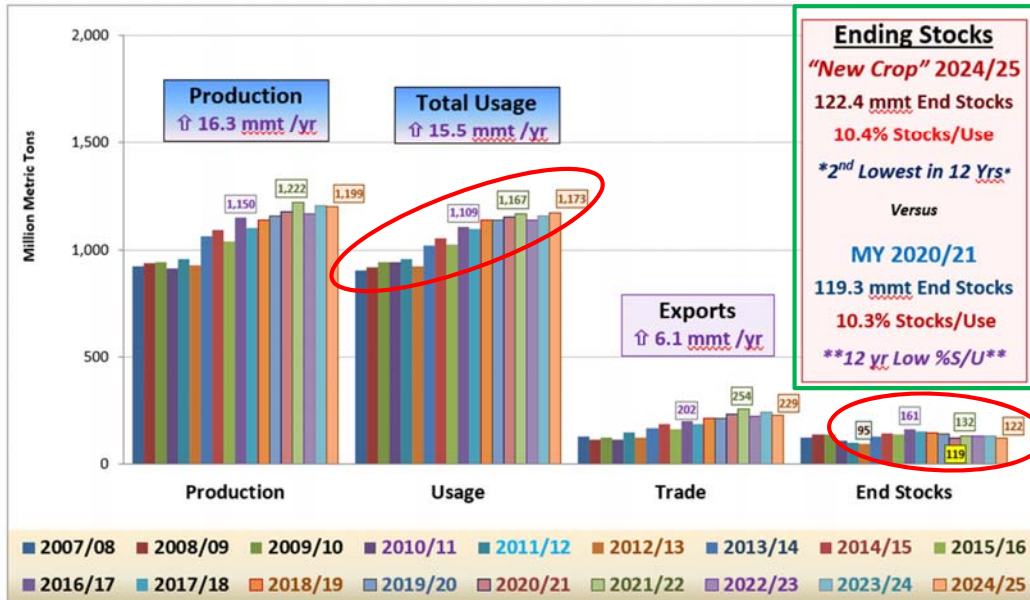 2,000
1,500
1,000
500
0
Million Metric Tons
Production
⇧ 16.3 mmt /yr
Total Usage
⇧ 15.5 mmt /yr
Exports
⇧ 6.1 mmt /yr
1,150
1,222
1,199
1,109
1,167
1,173
202
254
229
95
161
119
132
122
Production
Usage
Trade
End Stocks
Ending Stocks
“New Crop” 2024/25
122.4 mmt End Stocks
10.4% Stocks/Use
*2nd Lowest in 12 Yrs*
Versus
MY 2020/21
119.3 mmt End Stocks
10.3% Stocks/Use
**12 yr Low %S/U**
2007/08 2008/09 2009/10 2010/11 2011/12 2012/13 2013/14 2014/15 2015/16
2016/17 2017/18 2018/19 2019/20 2020/21 2021/22 2022/23 2023/24 2024/25